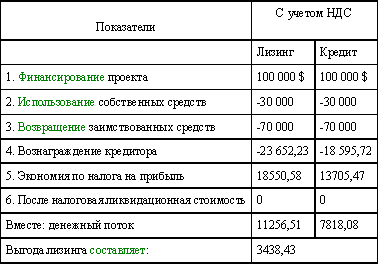 Показатели
С учетом НДС
Лизинг Кредит
1. Финансирование проекта 100 000 $ 100 000 $
2. Использование собственных средств -30 000 -30 000
3. Возвращение заимствованных средств -70 000 -70 000
4. Вознаграждение кредитора -23 652,23 -18 595,72
5. Экономия по налога на прибыль 18550,58 13705,47
6. После налоговая ликвидационная стоимость 0 0
Вместе: денежный поток 11256,51 7818,08
Выгода лизинга составляет: 3438,43